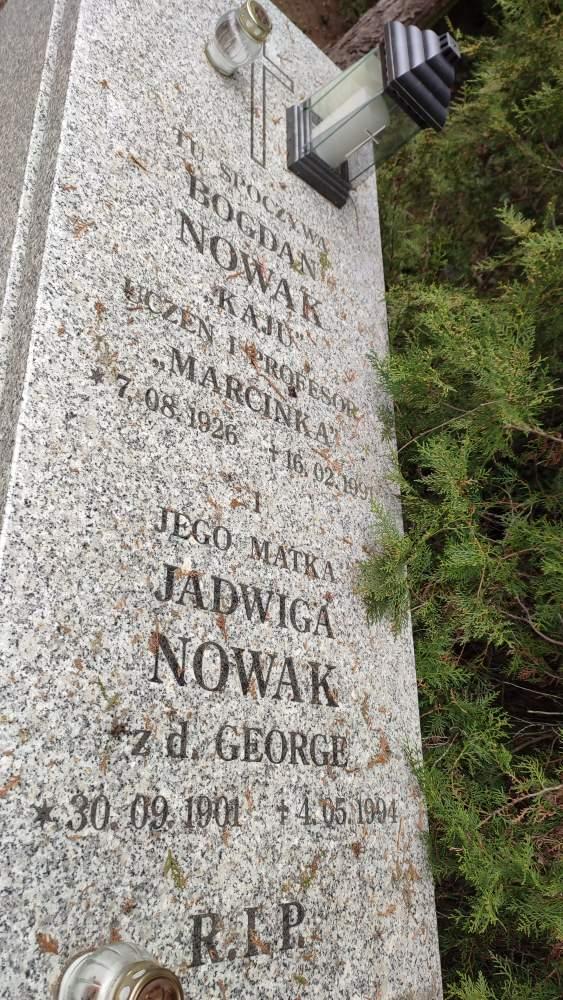 TU SPOCZYWA
BOGDAN
NOWAK
„KAJU"
UCZEŃ I PROFESOR
„MARCINKA"
* 7.08.1926 † 16.02.1991
I
JEGO MATKA
JADWIGA
NOWAK
z d. GEORGE
* 30.09.1901 † 4.05.1994
R.I.P.